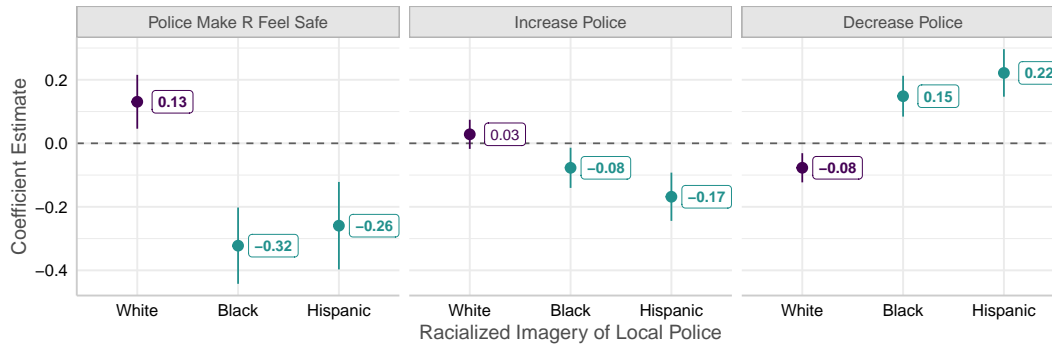 Police Make R Feel Safe
Increase Police
Decrease Police
Coefficient Estimate
0.2
0.0
−0.2
−0.4
0.13
−0.32
−0.26
0.03
−0.08
−0.17
−0.08
0.15
0.22
White Black Hispanic
White Black Hispanic
White Black Hispanic
Racialized Imagery of Local Police